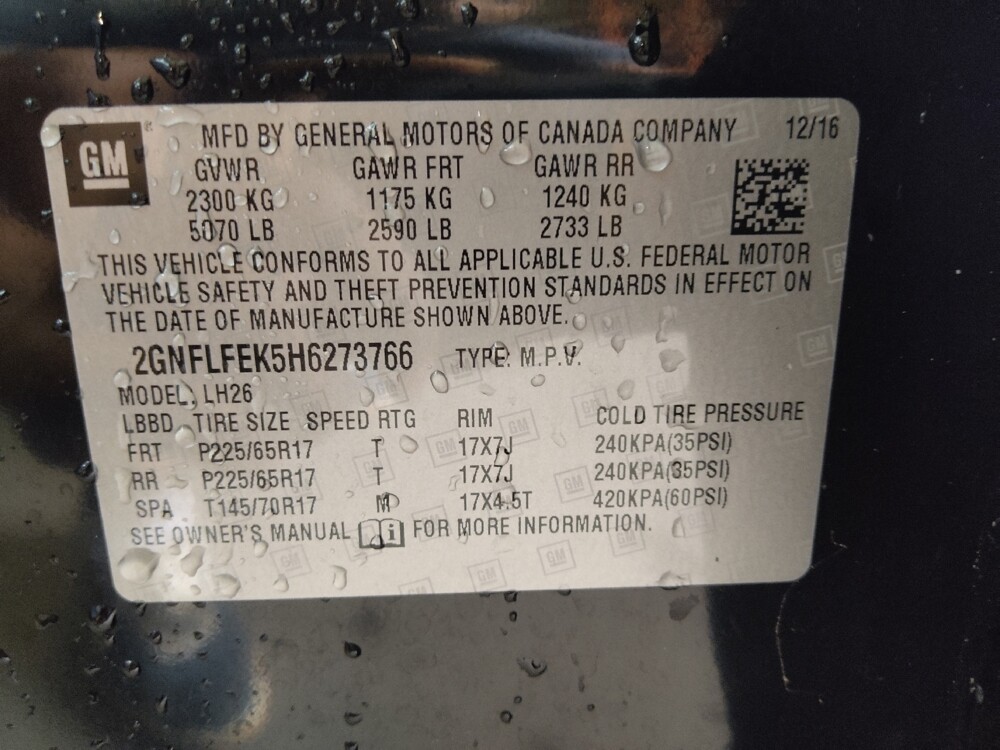 GM ® MFD BY GENERAL MOTORS OF CANADA COMPANY 12/16
GVWR GAWR FRT GAWR RR
2300 KG 1175 KG 1240 KG
5070 LB 2590 LB 2733 LB
THIS VEHICLE CONFORMS TO ALL APPLICABLE U.S. FEDERAL MOTOR
VEHICLE SAFETY AND THEFT PREVENTION STANDARDS IN EFFECT ON
THE DATE OF MANUFACTURE SHOWN ABOVE.
2GNFLFEK5H6273766 TYPE: M.P.V.
MODEL: LH26
LBBD TIRE SIZE SPEED RTG RIM COLD TIRE PRESSURE
FRT P225/65R17 T 17X7J 240KPA(35PSI)
RR P225/65R17 T 17X7J 240KPA(35PSI)
SPA T145/70R17 M 17X4.5T 420KPA(60PSI)
SEE OWNER'S MANUAL i FOR MORE INFORMATION.